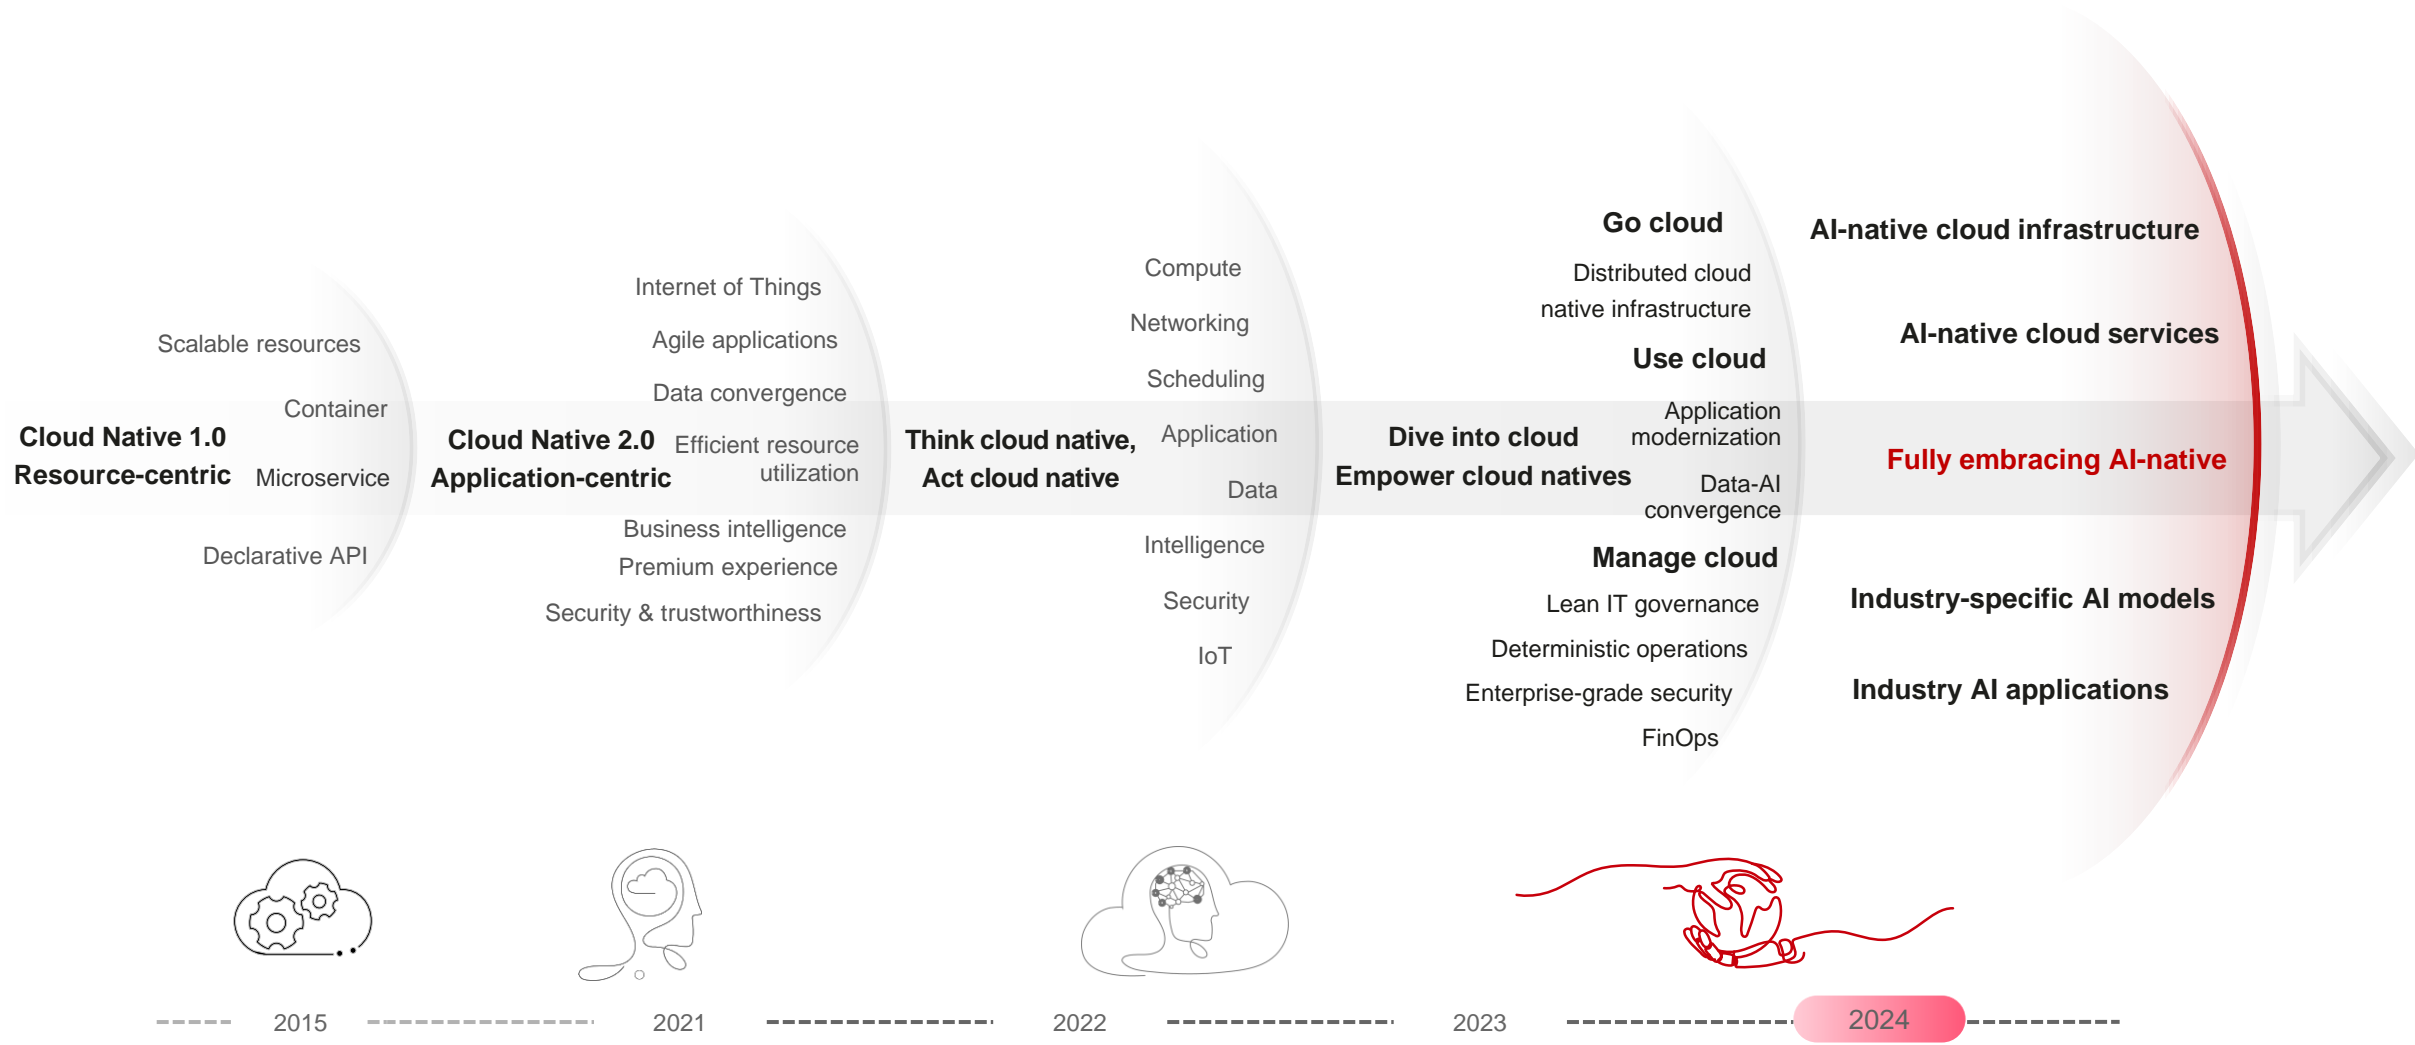 Scalable resources
Container
Cloud Native 1.0
Resource-centric
Microservice
Declarative API
Internet of Things
Agile applications
Data convergence
Cloud Native 2.0
Application-centric
Efficient resource
utilization
Business intelligence
Premium experience
Security & trustworthiness
Compute
Networking
Scheduling
Think cloud native,
Act cloud native
Application
Data
Intelligence
Security
IoT
Go cloud
Distributed cloud
native infrastructure
Use cloud
Application
modernization
Dive into cloud
Empower cloud natives
Data-AI
convergence
Manage cloud
Lean IT governance
Deterministic operations
Enterprise-grade security
FinOps
AI-native cloud infrastructure
AI-native cloud services
Fully embracing AI-native
Industry-specific AI models
Industry AI applications
2015
2021
2022
2023
2024